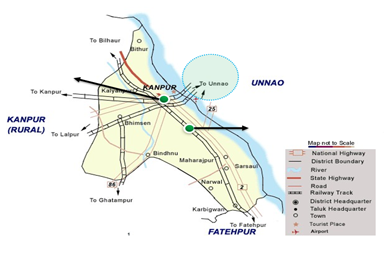 To Bilhaur
Bithur
KANPUR
To Unnao
UNNAO
To Kanpur
Kalyanpur
25
KANPUR
(RURAL)
To Lalpur
Bhimsen
Bindhnu
Maharajpur
Sarsaul
86
Narwal
2
To Ghatampur
Karbigwan
To Fatehpur
FATEHPUR
Map not to Scale
National Highway
District Boundary
River
State Highway
Road
Railway Track
District Headquarter
Taluk Headquarter
Town
Tourist Place
Airport